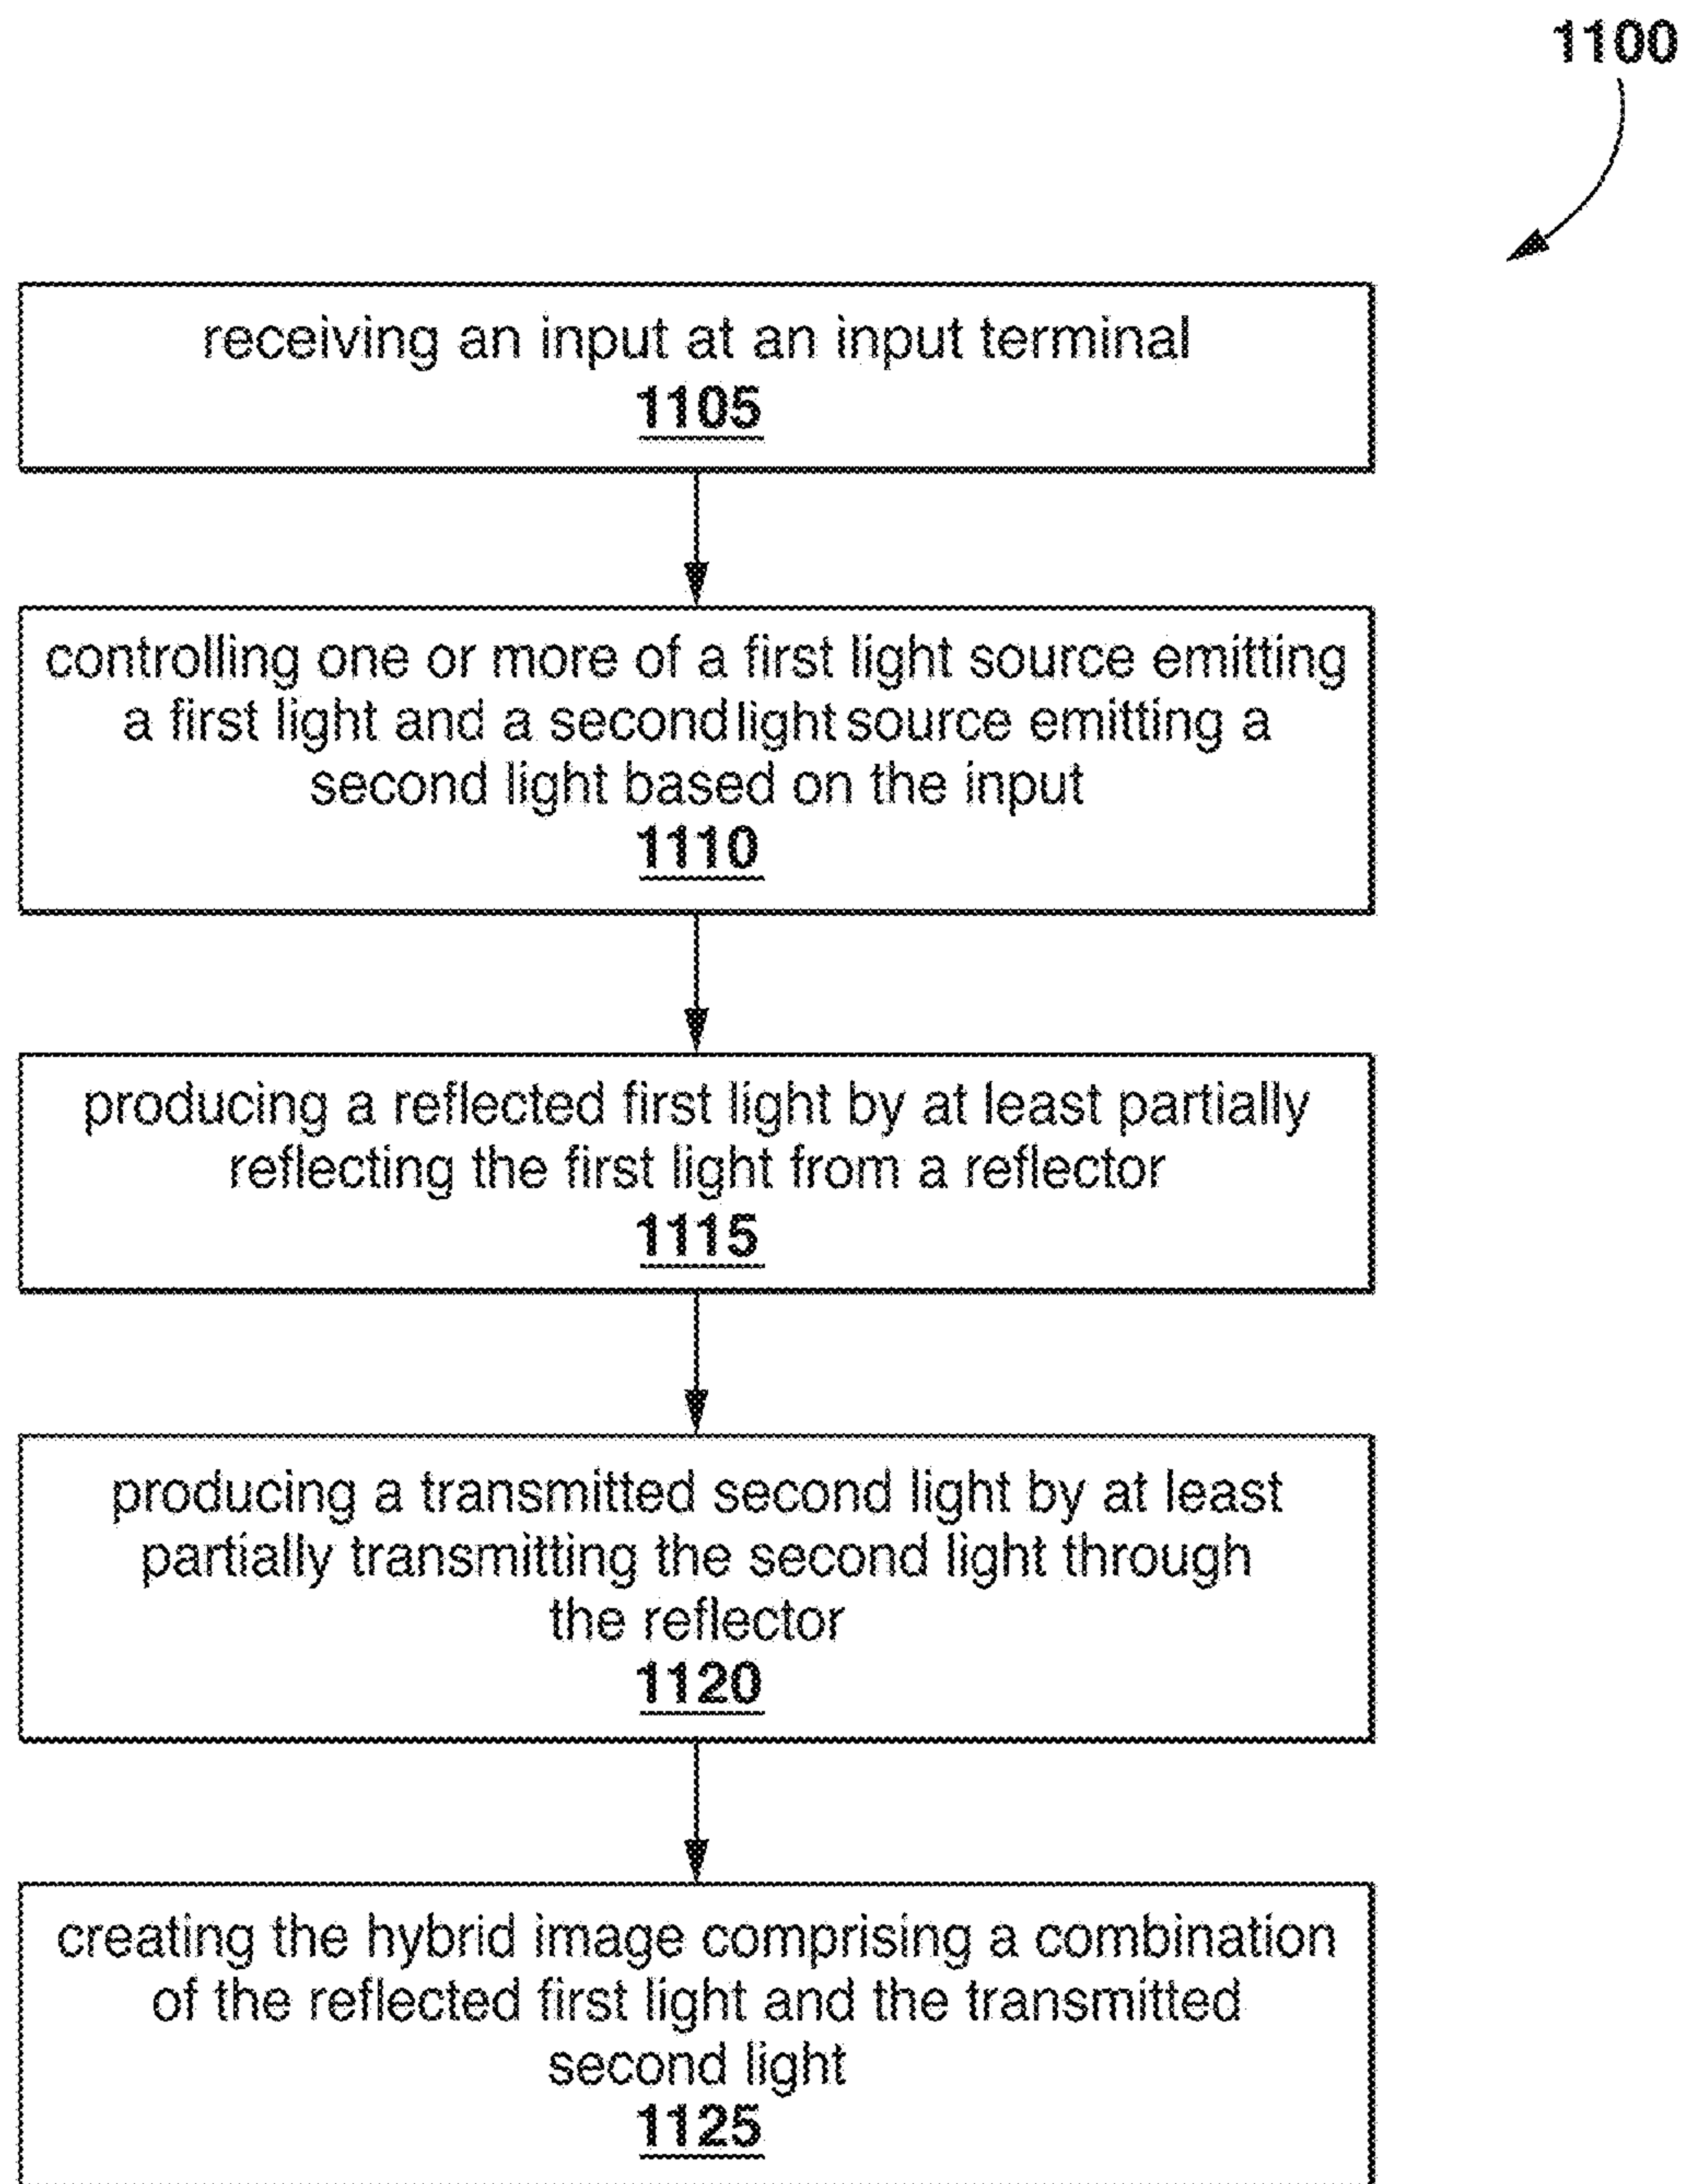 1100
receiving an input at an input terminal
1105
controlling one or more of a first light source emitting
a first light and a second light source emitting a
second light based on the input
1110
producing a reflected first light by at least partially
reflecting the first light from a reflector
1115
producing a transmitted second light by at least
partially transmitting the second light through
the reflector
1120
creating the hybrid image comprising a combination
of the reflected first light and the transmitted
second light
1125